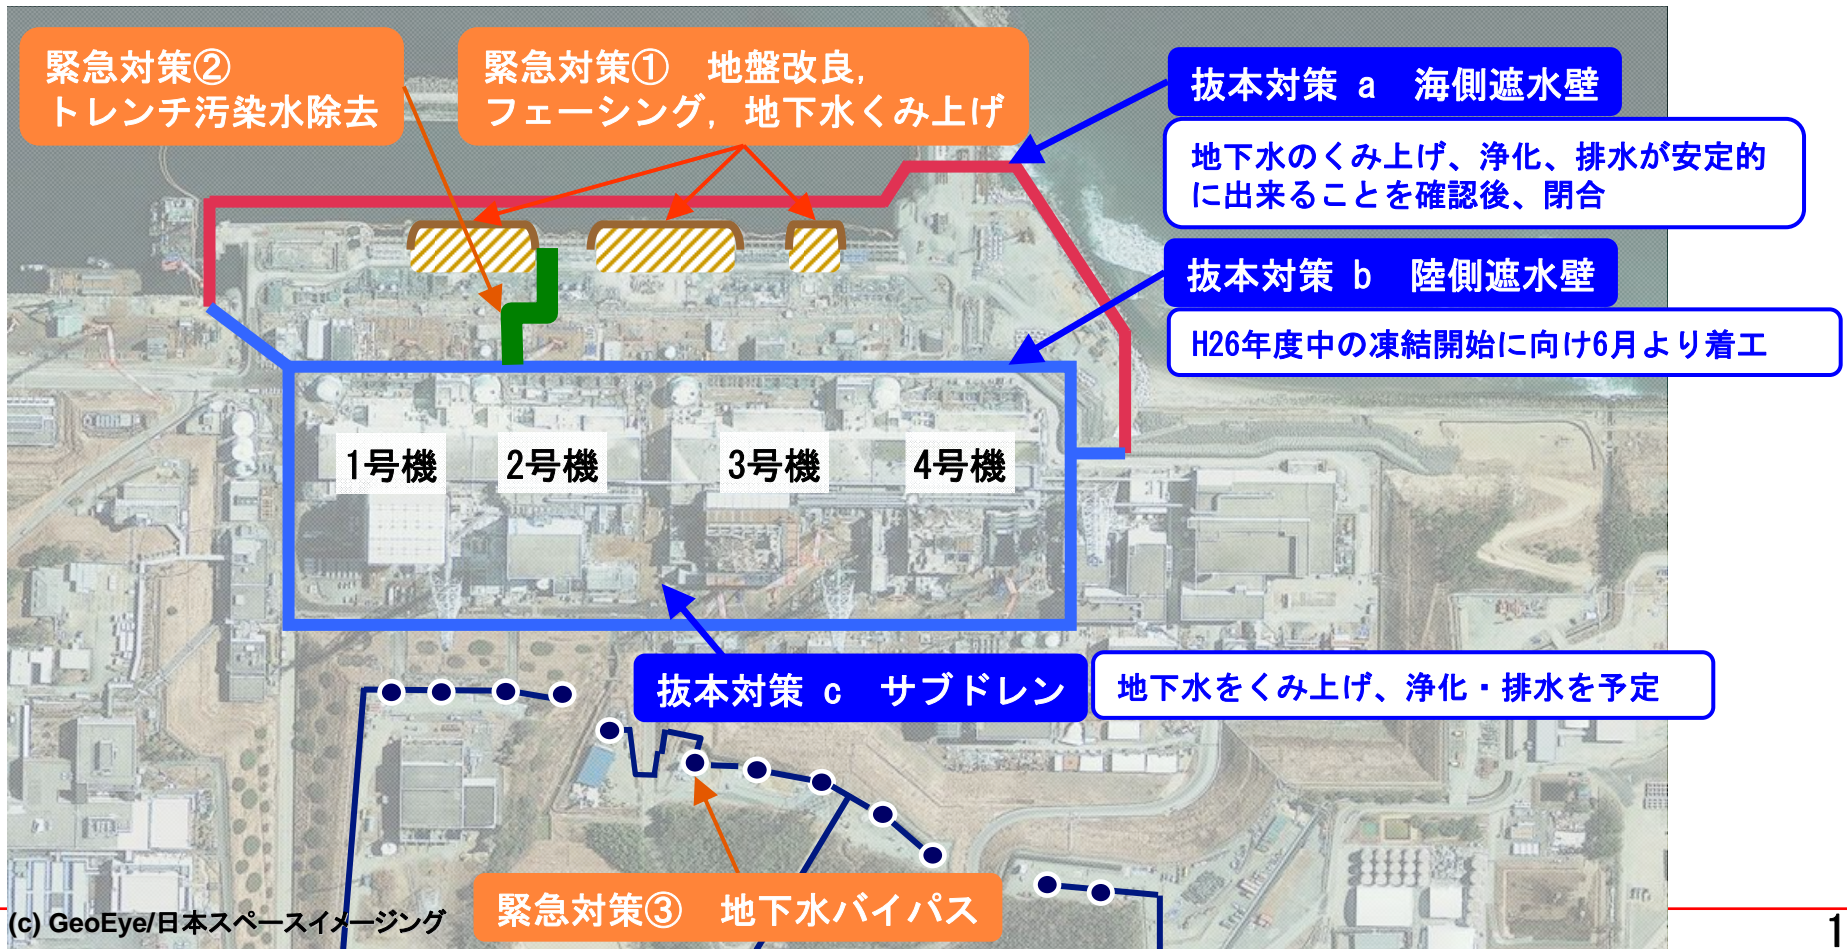 緊急対策②
トレンチ汚染水除去
緊急対策① 地盤改良,
フェーシング, 地下水くみ上げ
抜本対策 a 海側遮水壁
地下水のくみ上げ、浄化、排水が安定的
に出来ることを確認後、閉合
抜本対策 b 陸側遮水壁
H26年度中の凍結開始に向け6月より着工
1号機
2号機
3号機
4号機
抜本対策 c サブドレン
地下水をくみ上げ、浄化・排水を予定
緊急対策③ 地下水バイパス
(c) GeoEye/日本スペースイメージング
1